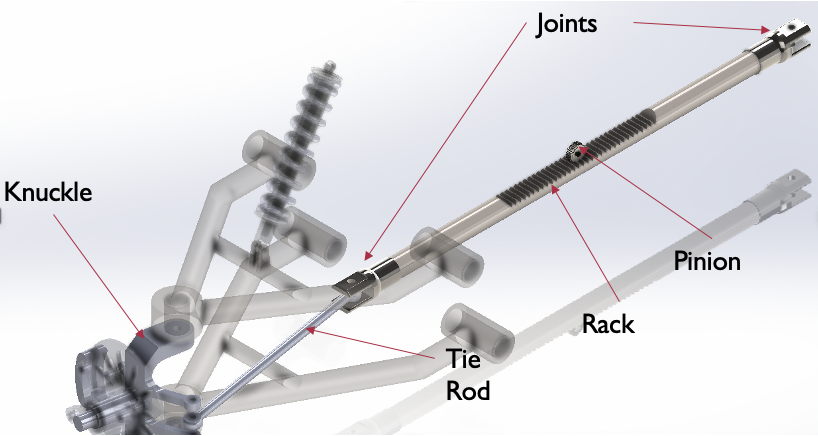 Joints
Knuckle
Pinion
Rack
Tie
Rod